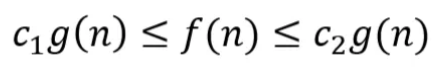 c₁g(n) ≤ f(n) ≤ c₂g(n)